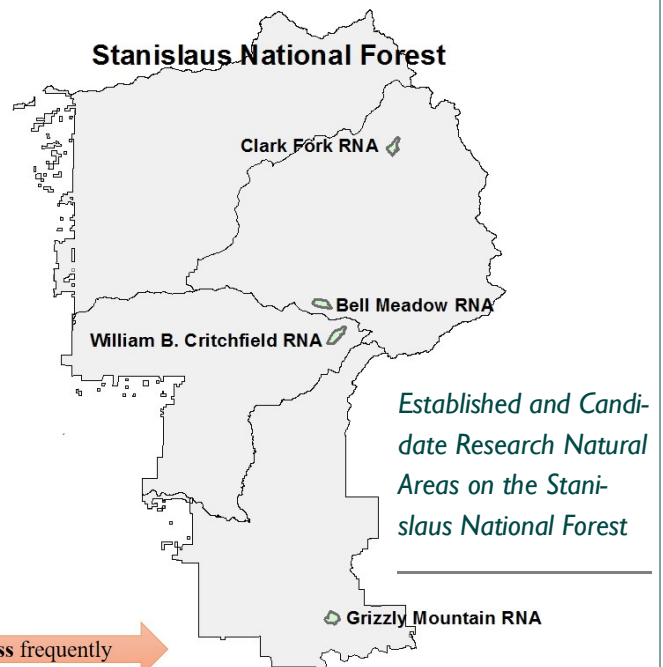 Stanislaus National Forest
Clark Fork RNA
Bell Meadow RNA
William B. Critchfield RNA
Established and Candi-
date Research Natural
Areas on the Stani-
slaus National Forest
Grizzly Mountain RNA
ss frequently